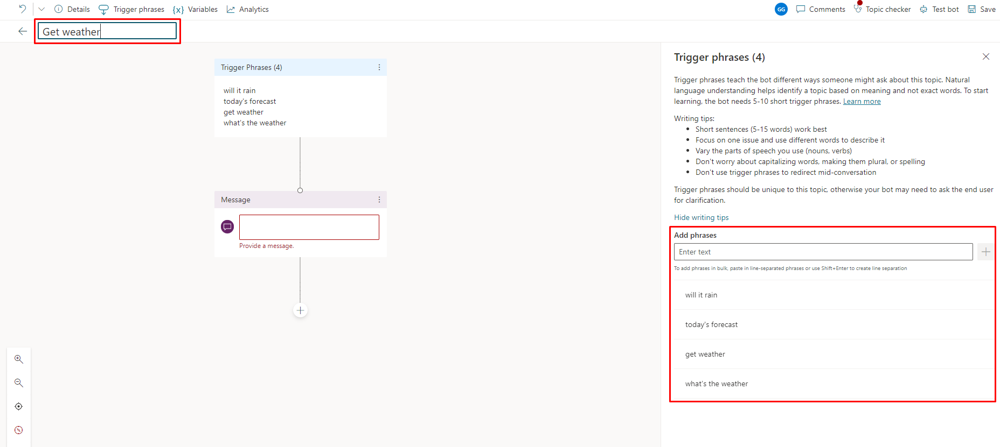 Details Trigger phrases {x} Variables Analytics GG Comments Topic checker Test bot Save
Get weather
Trigger Phrases (4)
will it rain
today's forecast
get weather
what's the weather
Message
Provide a message.
Trigger phrases (4)
Trigger phrases teach the bot different ways someone might ask about this topic. Natural
language understanding helps identify a topic based on meaning and not exact words. To start
learning, the bot needs 5-10 short trigger phrases. Learn more
Writing tips:
• Short sentences (5-15 words) work best
• Focus on one issue and use different words to describe it
• Vary the parts of speech you use (nouns, verbs)
• Don't worry about capitalizing words, making them plural, or spelling
• Don't use trigger phrases to redirect mid-conversation
Trigger phrases should be unique to this topic, otherwise your bot may need to ask the end user
for clarification.
Hide writing tips
Add phrases
Enter text
To add phrases in bulk, paste in line-separated phrases or use Shift+Enter to create line separation
will it rain
today's forecast
get weather
what's the weather